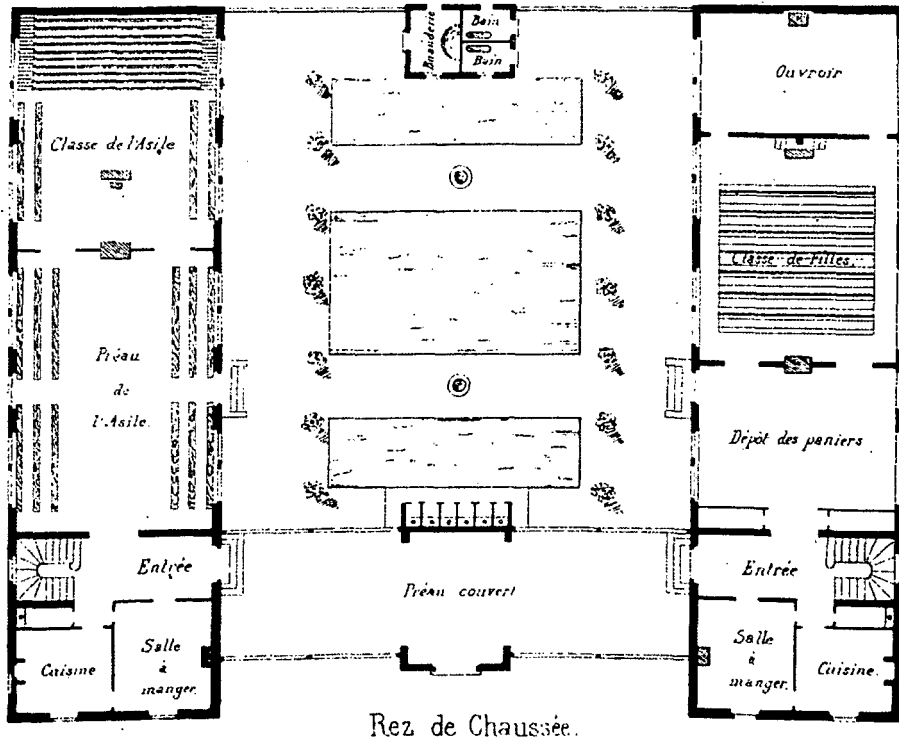 Buanderie
Bain
Bain
Ouvroir
Classe de l'Asile
Classe de Filles.
Préau
de
l'Asile.
Dépôt des paniers
Entrée
Préau couvert
Entrée
Cuisine
Salle
à
manger.
Salle
à
manger.
Cuisine.
Rez de Chaussée.